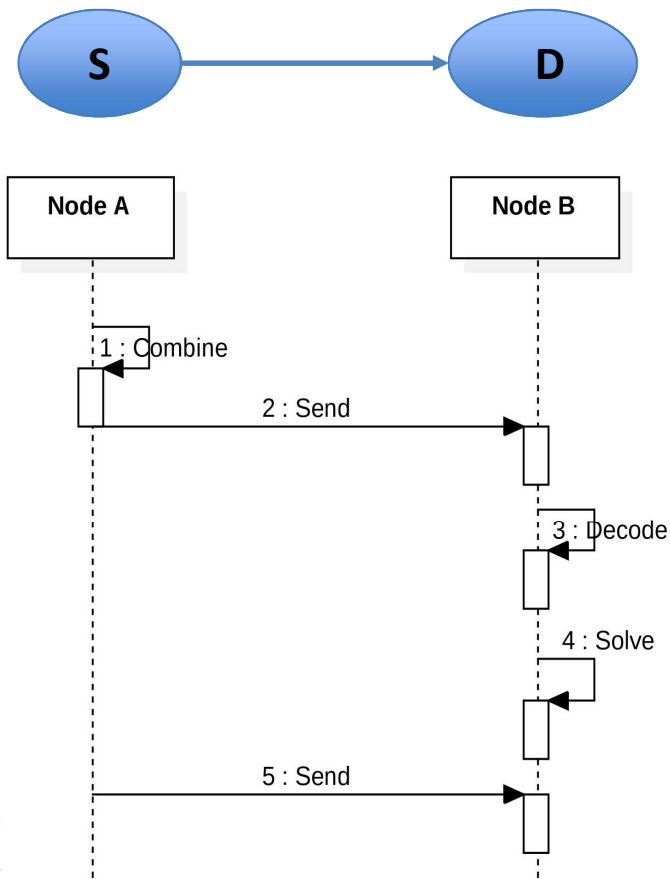 S
D
Node A
Node B
1 : Combine
2 : Send
3 : Decode
4 : Solve
5 : Send